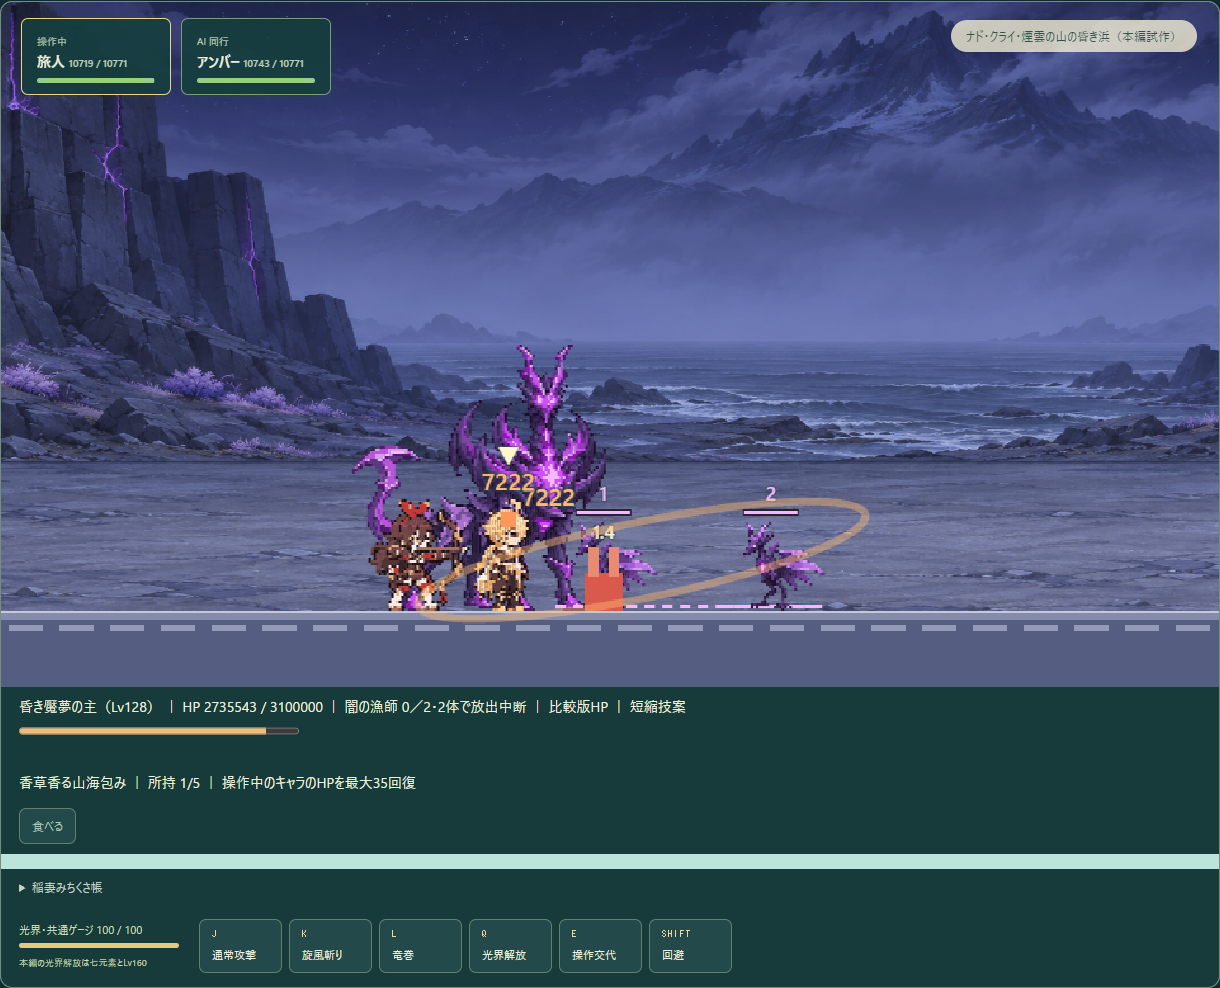 操作中
旅人 10719 / 10771
AI 同行
アンバー 10743 / 10771
ナド・クライ・煙雲の山の昏き浜（本編試作）
7222
7222
1
2
1.4
昏き魘夢の主（Lv128） ｜ HP 2735543 / 3100000 ｜ 闇の漁師 0／2・2体で放出中断 ｜ 比較版HP ｜ 短縮技案
香草香る山海包み ｜ 所持 1/5 ｜ 操作中のキャラのHPを最大35回復
食べる
▶ 稲妻みちくさ帳
光界・共通ゲージ 100 / 100
本編の光界解放は七元素とLv160
J
通常攻撃
K
旋風斬り
L
竜巻
Q
光界解放
E
操作交代
SHIFT
回避